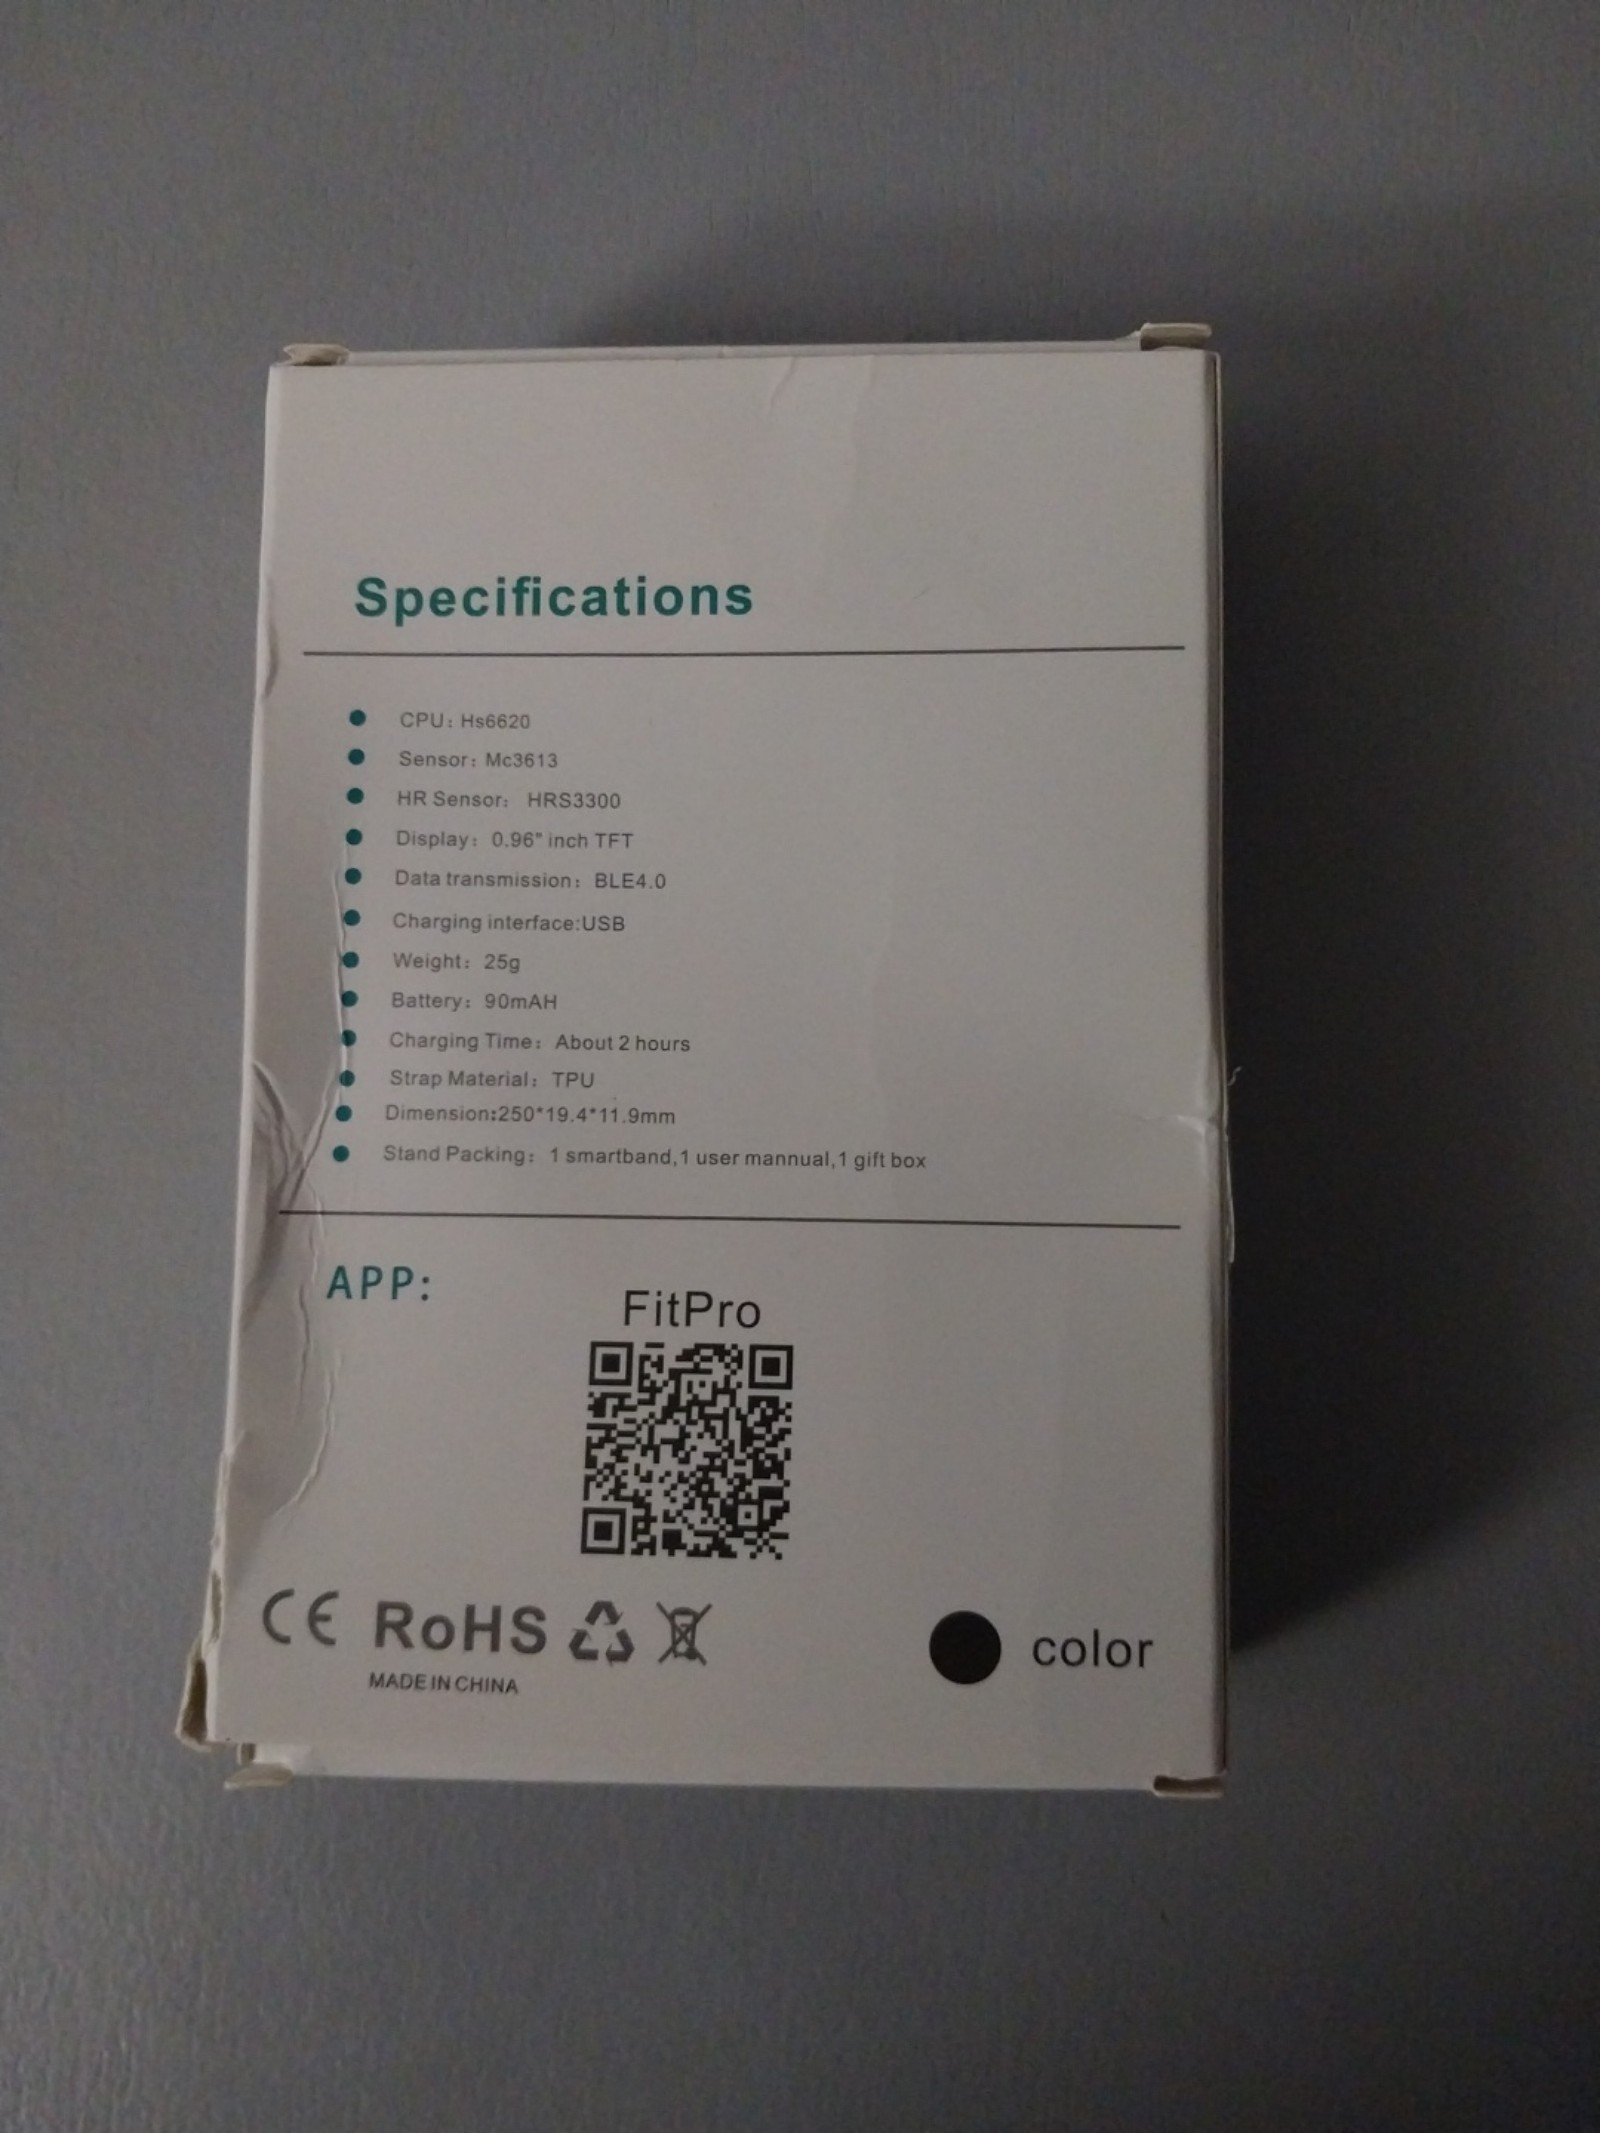 Specifications
CPU: Hs6620
Sensor: Mc3613
HR Sensor: HRS3300
Display: 0.96" inch TFT
Data transmission: BLE4.0
Charging interface:USB
Weight: 25g
Battery: 90mAH
Charging Time: About 2 hours
Strap Material: TPU
Dimension:250*19.4*11.9mm
Stand Packing: 1 smartband,1 user mannual,1 gift box
APP:
FitPro
CE RoHS
MADE IN CHINA
color